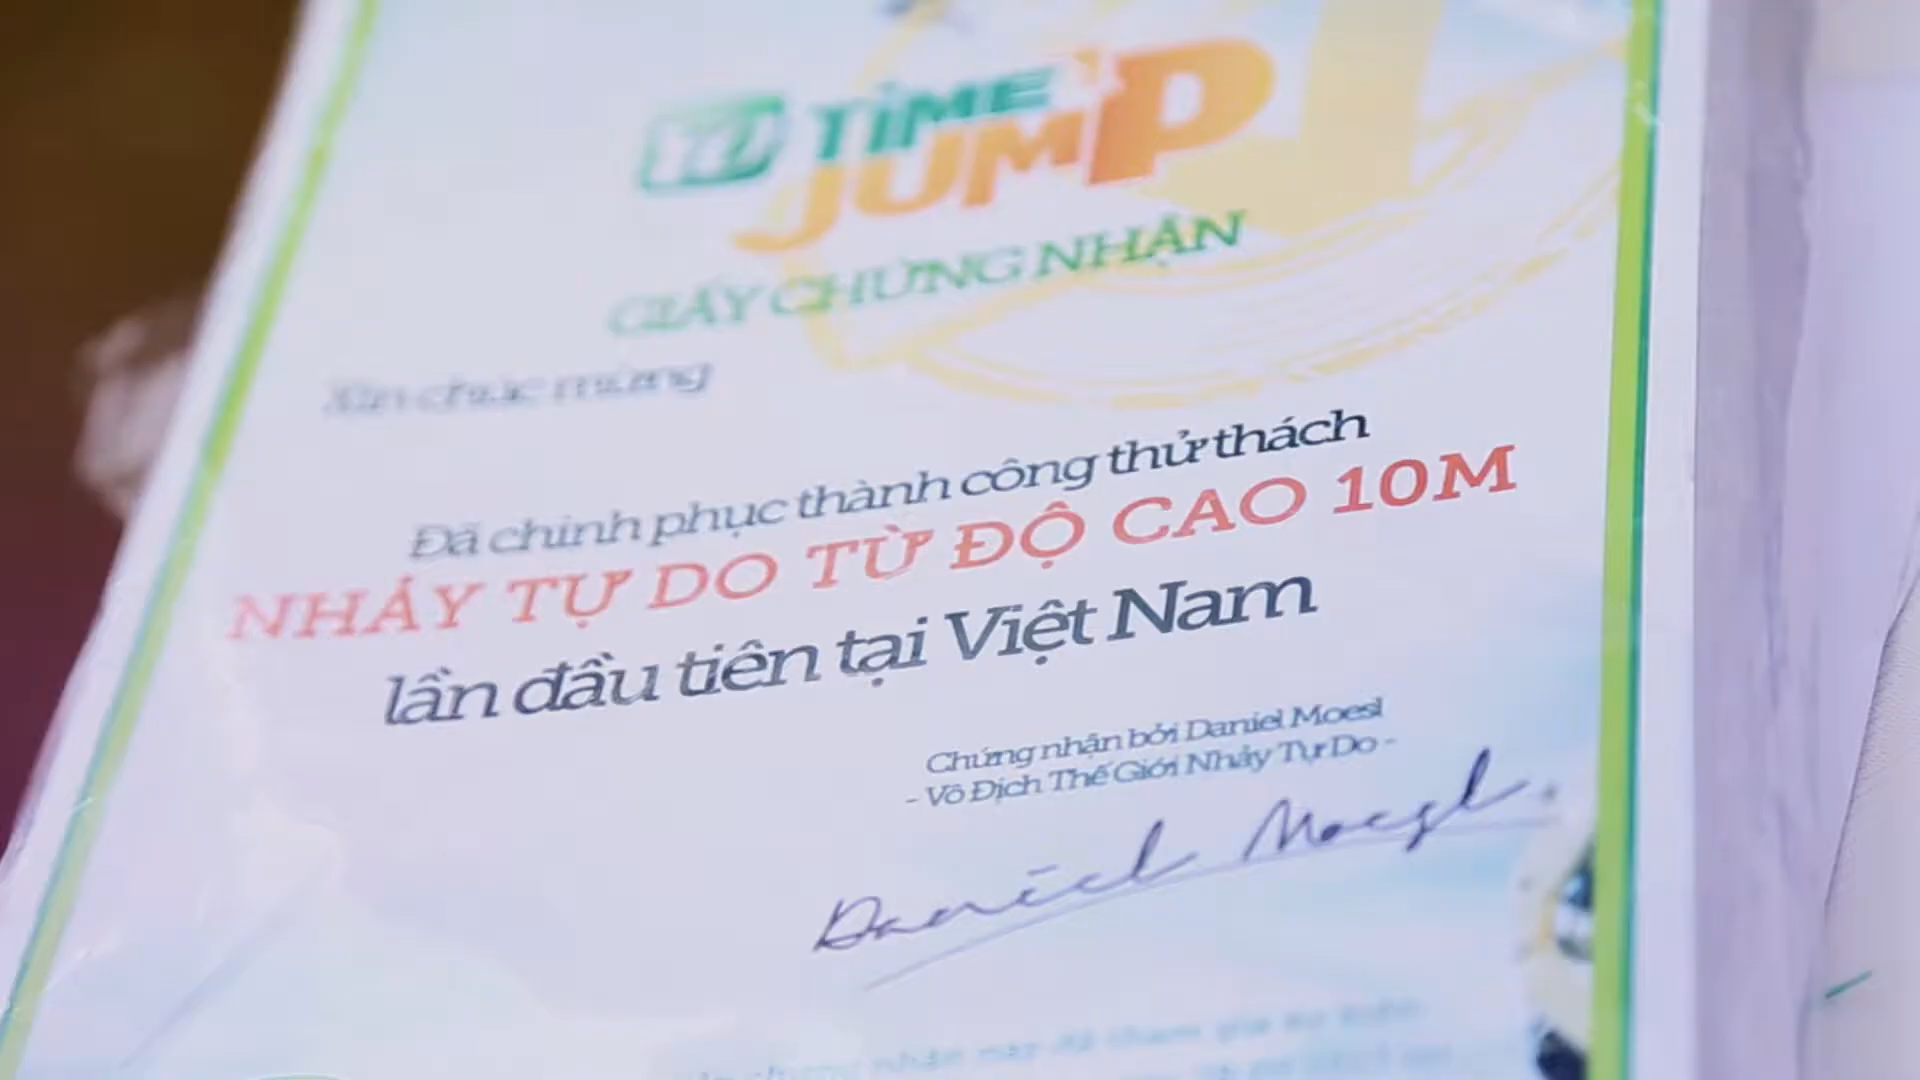 TIME
JUMP
GIẤY CHỨNG NHẬN
Xin chúc mừng
Đã chinh phục thành công thử thách
NHẢY TỰ DO TỪ ĐỘ CAO 10M
lần đầu tiên tại Việt Nam
Chứng nhận bởi Daniel Moesl
- Vô Địch Thế Giới Nhảy Tự Do -
Daniel Moesl